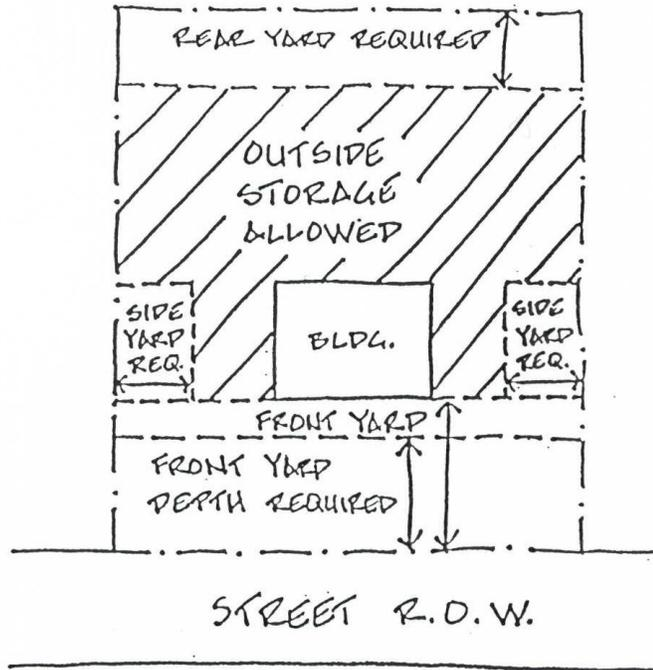 REAR YARD REQUIRED
OUTSIDE
STORAGE
ALLOWED
SIDE
YARD
REQ.
BLDG.
SIDE
YARD
REQ.
FRONT YARD
FRONT YARD
DEPTH REQUIRED
STREET R.O.W.